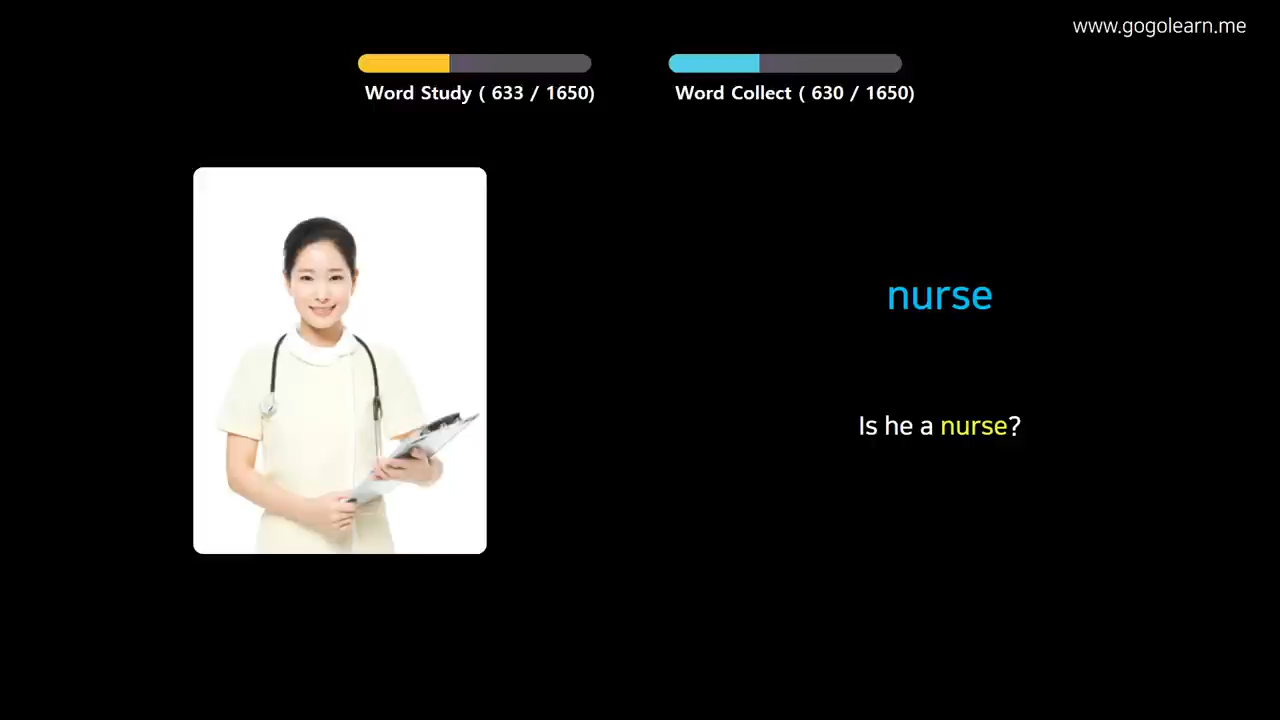 www.gogolearn.me
Word Study ( 633 / 1650)
Word Collect ( 630 / 1650)
nurse
Is he a nurse?